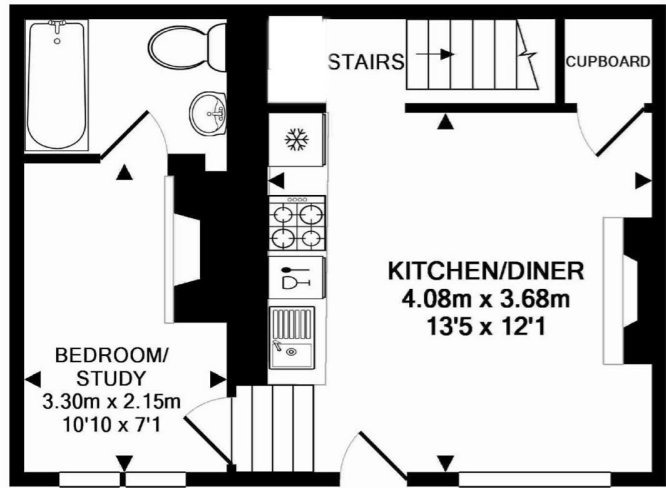 STAIRS
CUPBOARD
KITCHEN/DINER
4.08m x 3.68m
13'5 x 12'1
BEDROOM/
STUDY
3.30m x 2.15m
10'10 x 7'1